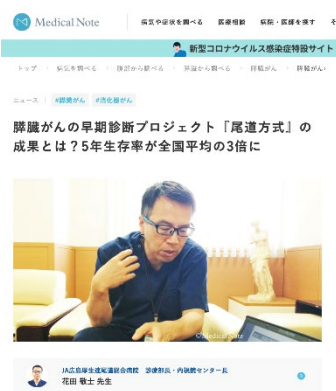 Medical Note
病気や症状を調べる
医療相談
病院・医師を探す
新型コロナウイルス感染症特設サイト
トップ
病気を調べる
腹部から調べる
膵臓から調べる
膵臓がん
膵臓がん
ニュース
#膵臓がん
#消化器がん
膵臓がんの早期診断プロジェクト『尾道方式』の
成果とは？5年生存率が全国平均の3倍に
©Medical Note
JA広島厚生連尾道総合病院 診療部長・内視鏡センター長
花田 敬士 先生